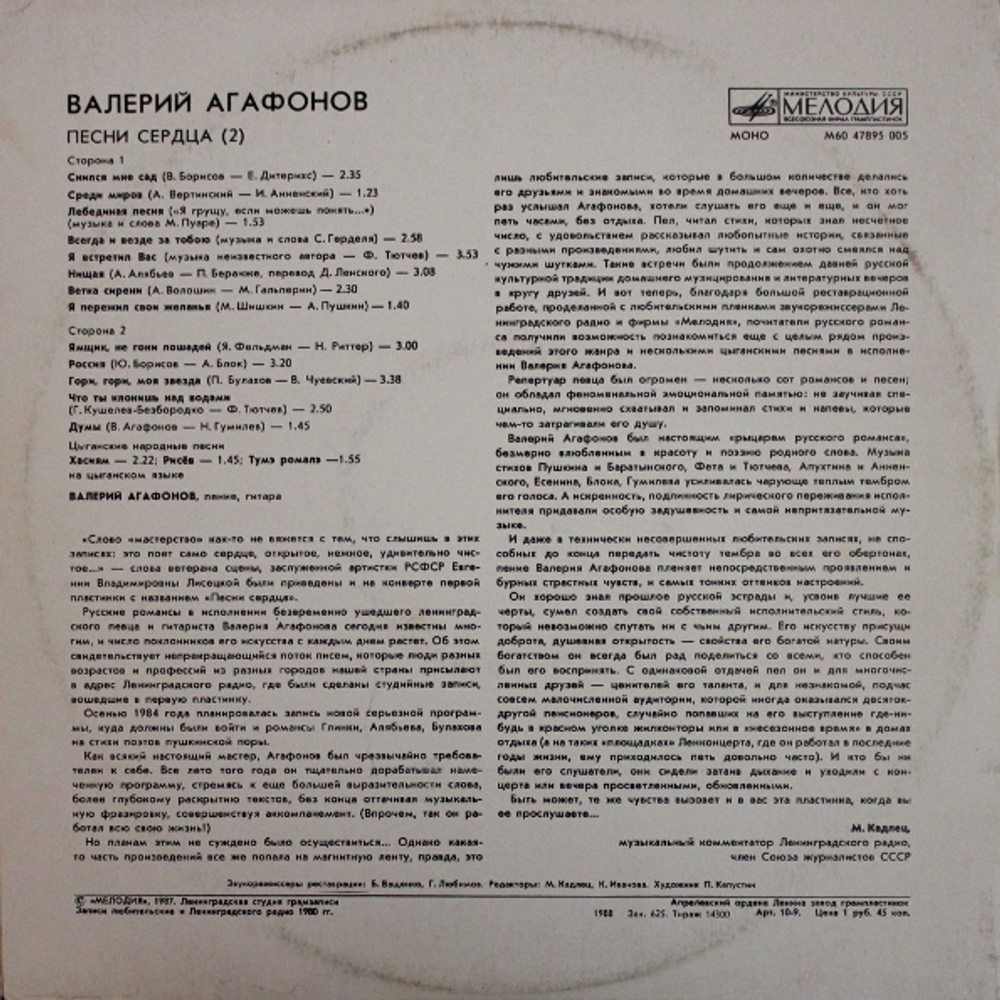 ВАЛЕРИЙ АГАФОНОВ
ПЕСНИ СЕРДЦА (2)
МИНИСТЕРСТВО КУЛЬТУРЫ СССР
МЕЛОДИЯ
ВСЕСОЮЗНАЯ ФИРМА ГРАМПЛАСТИНОК
МОНО М60 47895 005
Сторона 1
Снился мне сад (В. Борисов — Е. Дитерихс) — 2.35
Среди миров (А. Вертинский — И. Анненский) — 1.23
Лебединая песня («Я грущу, если можешь понять...»)
(музыка и слова М. Пуаре) — 1.53
Всегда и везде за тобою (музыка и слова С. Герделя) — 2.58
Я встретил Вас (музыка неизвестного автора — Ф. Тютчев) — 3.53
Нищая (А. Алябьев — П. Беранже, перевод Д. Ленского) — 3.08
Ветка сирени (А. Волошин — М. Гальперин) — 2.30
Я пережил свои желанья (М. Шишкин — А. Пушкин) — 1.40
Сторона 2
Ямщик, не гони лошадей (Я. Фельдман — Н. Риттер) — 3.00
Россия (Ю. Борисов — А. Блок) — 3.20
Гори, гори, моя звезда (П. Булахов — В. Чуевский) — 3.38
Что ты клонишь над водами
(Г. Кушелев-Безбородко — Ф. Тютчев) — 2.50
Думы (В. Агафонов — Н. Гумилев) — 1.45
Цыганские народные песни
Хасиям — 2.22; Рисёв — 1.45; Тумэ ромалэ —1.55
на цыганском языке
ВАЛЕРИЙ АГАФОНОВ, пение, гитара
«Слово «мастерство» как-то не вяжется с тем, что слышишь в этих
записях: это поет само сердце, открытое, нежное, удивительно чис-
тое...» — слова ветерана сцены, заслуженной артистки РСФСР Евге-
нии Владимировны Лисецкой были приведены и на конверте первой
пластинки с названием «Песни сердца».
Русские романсы в исполнении безвременно ушедшего ленинград-
ского певца и гитариста Валерия Агафонова сегодня известны мно-
гим, и число поклонников его искусства с каждым днем растет. Об этом
свидетельствует непрекращающийся поток писем, которые люди разных
возрастов и профессий из разных городов нашей страны присылают
в адрес Ленинградского радио, где были сделаны студийные записи,
вошедшие в первую пластинку.
Осенью 1984 года планировалась запись новой серьезной програм-
мы, куда должны были войти и романсы Глинки, Алябьева, Булахова
на стихи поэтов пушкинской поры.
Как всякий настоящий мастер, Агафонов был чрезвычайно требова-
телен к себе. Все лето того года он тщательно дорабатывал наме-
ченную программу, стремясь к еще большей выразительности слова,
более глубокому раскрытию текстов, без конца оттачивая музыкаль-
ную фразировку, совершенствуя аккомпанемент. (Впрочем, так он ра-
ботал всю свою жизнь!)
Но планам этим не суждено было осуществиться... Однако какая-
то часть произведений все же попала на магнитную ленту, правда, это
лишь любительские записи, которые в большом количестве делались
его друзьями и знакомыми во время домашних вечеров. Все, кто хоть
раз услышал Агафонова, хотели слушать его еще и еще, и он мог
петь часами, без отдыха. Пел, читал стихи, которых знал несчетное
число, с удовольствием рассказывал любопытные истории, связанные
с разными произведениями, любил шутить и сам охотно смеялся над
чужими шутками. Такие встречи были продолжением давней русской
культурной традиции домашнего музицирования и литературных вечеров
в кругу друзей. И вот теперь, благодаря большой реставрационной
работе, проделанной с любительскими пленками звукорежиссерами Ле-
нинградского радио и фирмы «Мелодия», почитатели русского роман-
са получили возможность познакомиться еще с целым рядом произ-
ведений этого жанра и несколькими цыганскими песнями в исполне-
нии Валерия Агафонова.
Репертуар певца был огромен — несколько сот романсов и песен;
он обладал феноменальной эмоциональной памятью: не заучивая спе-
циально, мгновенно схватывал и запоминал стихи и напевы, которые
чем-то затрагивали его душу.
Валерий Агафонов был настоящим «рыцарем русского романса»,
безмерно влюбленным в красоту и поэзию родного слова. Музыка
стихов Пушкина и Баратынского, Фета и Тютчева, Апухтина и Аннен-
ского, Есенина, Блока, Гумилева усиливалась чарующе теплым тембром
его голоса. А искренность, подлинность лирического переживания испол-
нителя придавали особую задушевность и самой непритязательной му-
зыке.
И даже в технически несовершенных любительских записях, не спо-
собных до конца передать чистоту тембра во всех его обертонах,
пение Валерия Агафонова пленяет непосредственным проявлением и
бурных страстных чувств, и самых тонких оттенков настроений.
Он хорошо знал прошлое русской эстрады и, усвоив лучшие ее
черты, сумел создать свой собственный исполнительский стиль, ко-
торый невозможно спутать ни с чьим другим. Его искусству присущи
доброта, душевная открытость — свойства его богатой натуры. Своим
богатством он всегда был рад поделиться со всеми, кто способен
был его воспринять. С одинаковой отдачей пел он и для многочис-
ленных друзей — ценителей его таланта, и для незнакомой, подчас
совсем малочисленной аудитории, которой иногда оказывался десяток-
другой пенсионеров, случайно попавших на его выступление где-ни-
будь в красном уголке жилконторы или в «несезонное время» в домах
отдыха (а на таких «площадках» Ленконцерта, где он работал в последние
годы жизни, ему приходилось петь довольно часто). И кто бы ни
были его слушатели, они сидели затаив дыхание и уходили с кон-
церта или вечера просветленными, обновленными.
Быть может, те же чувства вызовет и в вас эта пластинка, когда вы
ее прослушаете...
М. Кадлец,
музыкальный комментатор Ленинградского радио,
член Союза журналистов СССР
Звукорежиссеры реставрации: Б. Ващенко, Г. Любимов. Редакторы: М. Кадлец, К. Иванова. Художник П. Капустин
© «МЕЛОДИЯ», 1987. Ленинградская студия грамзаписи
Записи любительские и Ленинградского радио 1980 гг.
Апрелевский ордена Ленина завод грампластинок
1988 Зак. 625. Тираж 14300 Арт. 10-9. Цена 1 руб. 45 коп.